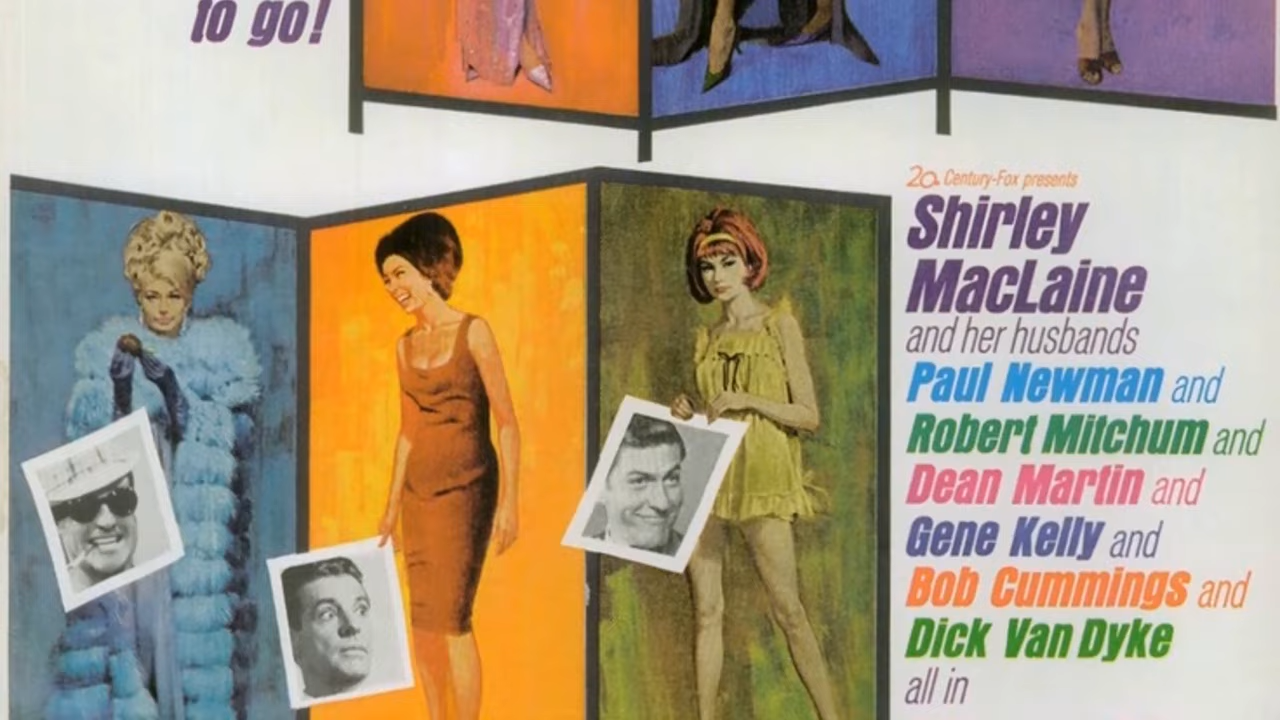 to go!
20th Century-Fox presents
Shirley
MacLaine
and her husbands
Paul Newman and
Robert Mitchum and
Dean Martin and
Gene Kelly and
Bob Cummings and
Dick Van Dyke
all in